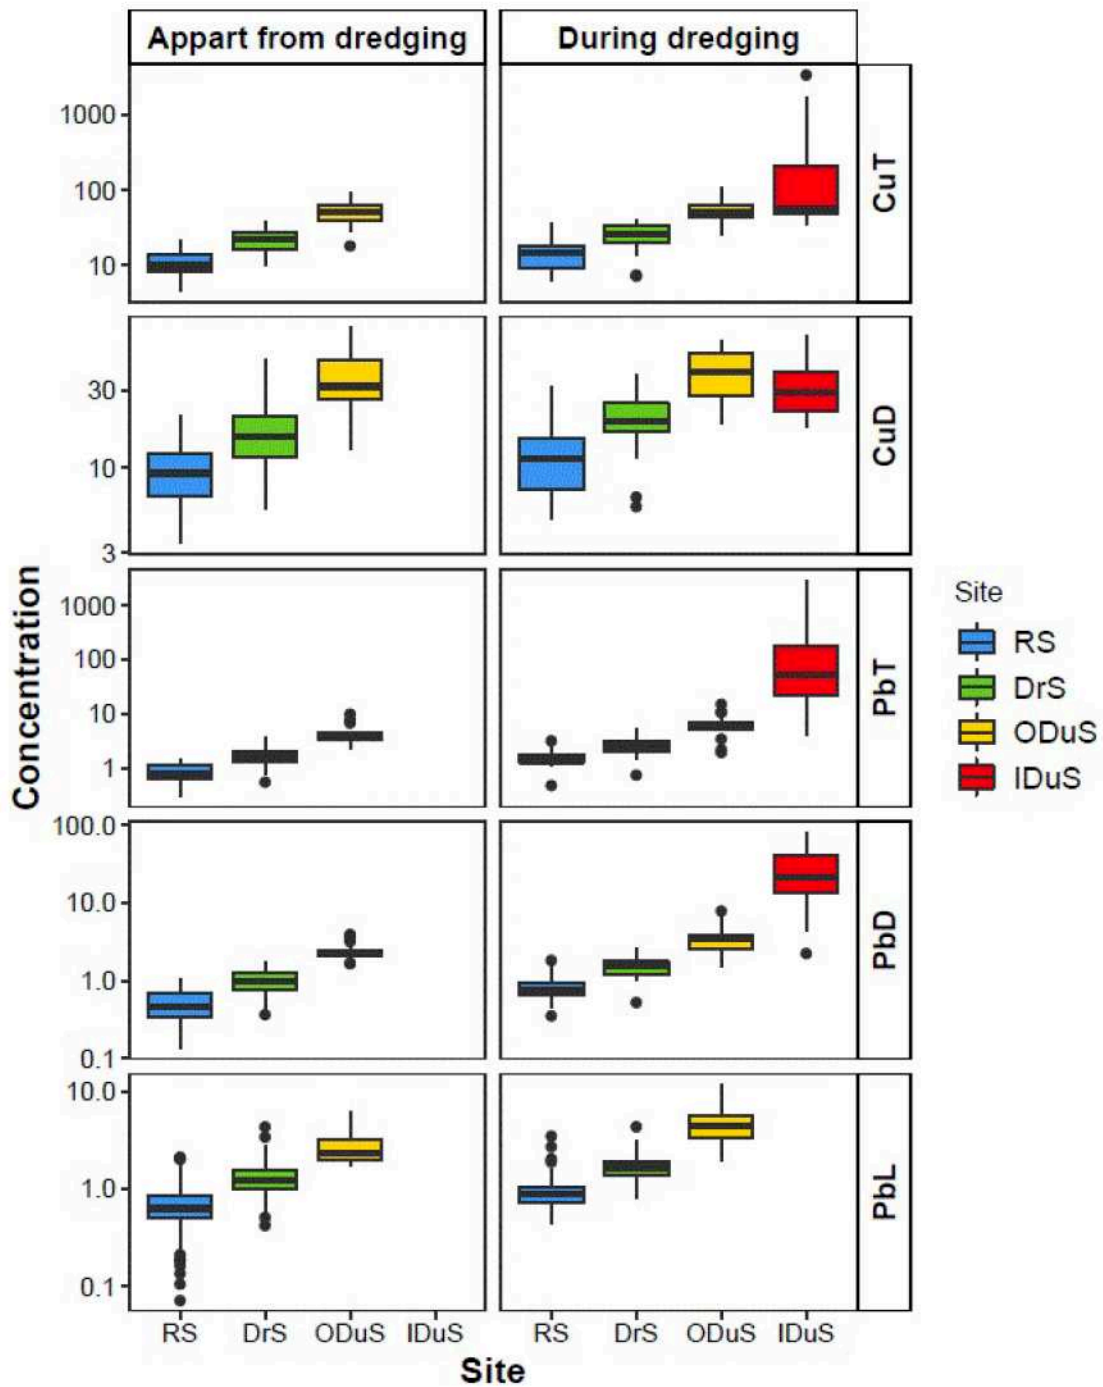 Appart from dredging
During dredging
1000
100
10
CuT
30
10
3
CuD
1000
100
10
1
PbT
100.0
10.0
1.0
0.1
PbD
10.0
1.0
0.1
PbL
Concentration
RS DrS ODuS IDuS
RS DrS ODuS IDuS
Site
Site
RS
DrS
ODuS
IDuS